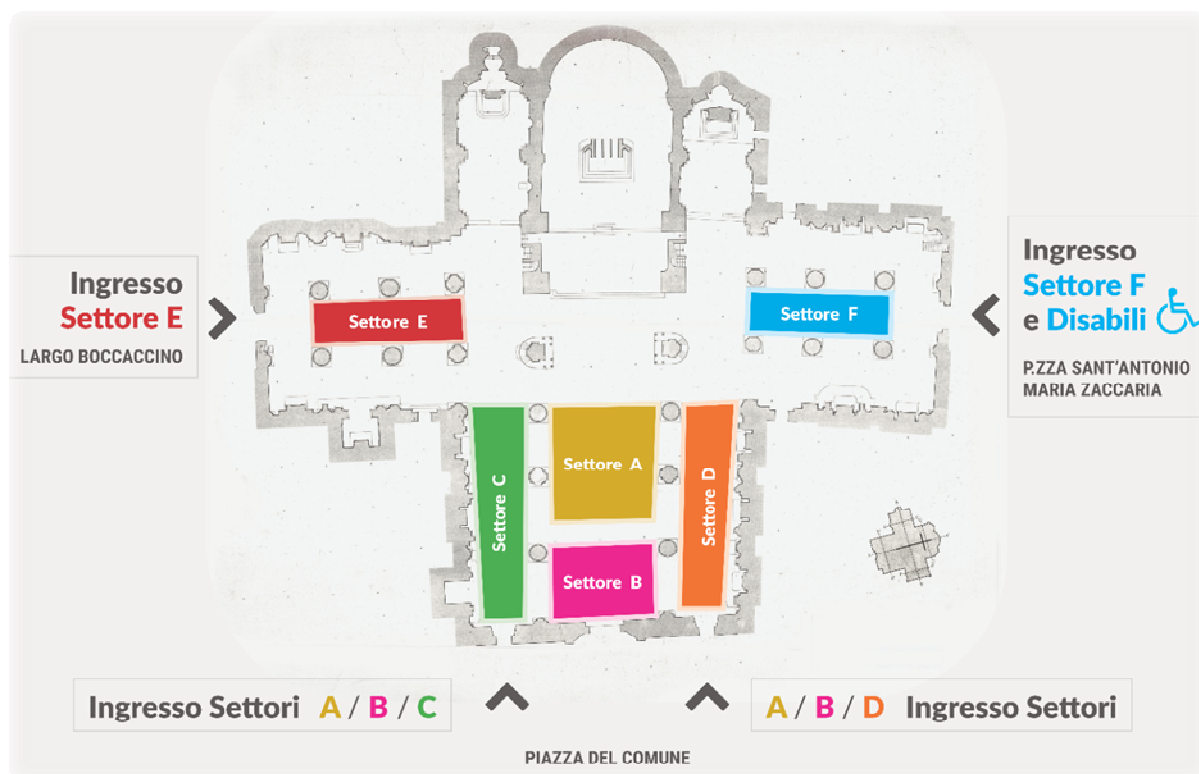 Ingresso
Settore E
LARGO BOCCACCINO
Ingresso
Settore F
e Disabili
P.ZZA SANT'ANTONIO
MARIA ZACCARIA
Settore E
Settore F
Settore C
Settore A
Settore D
Settore B
Ingresso Settori A / B / C
A / B / D Ingresso Settori
PIAZZA DEL COMUNE